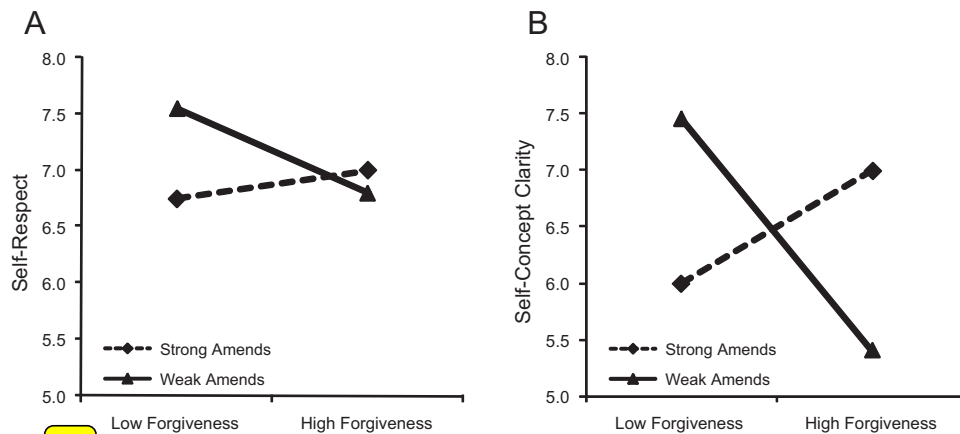 A
8.0
7.5
7.0
6.5
6.0
5.5
5.0
Self-Respect
Strong Amends
Weak Amends
Low Forgiveness High Forgiveness
B
8.0
7.5
7.0
6.5
6.0
5.5
5.0
Self-Concept Clarity
Strong Amends
Weak Amends
Low Forgiveness High Forgiveness